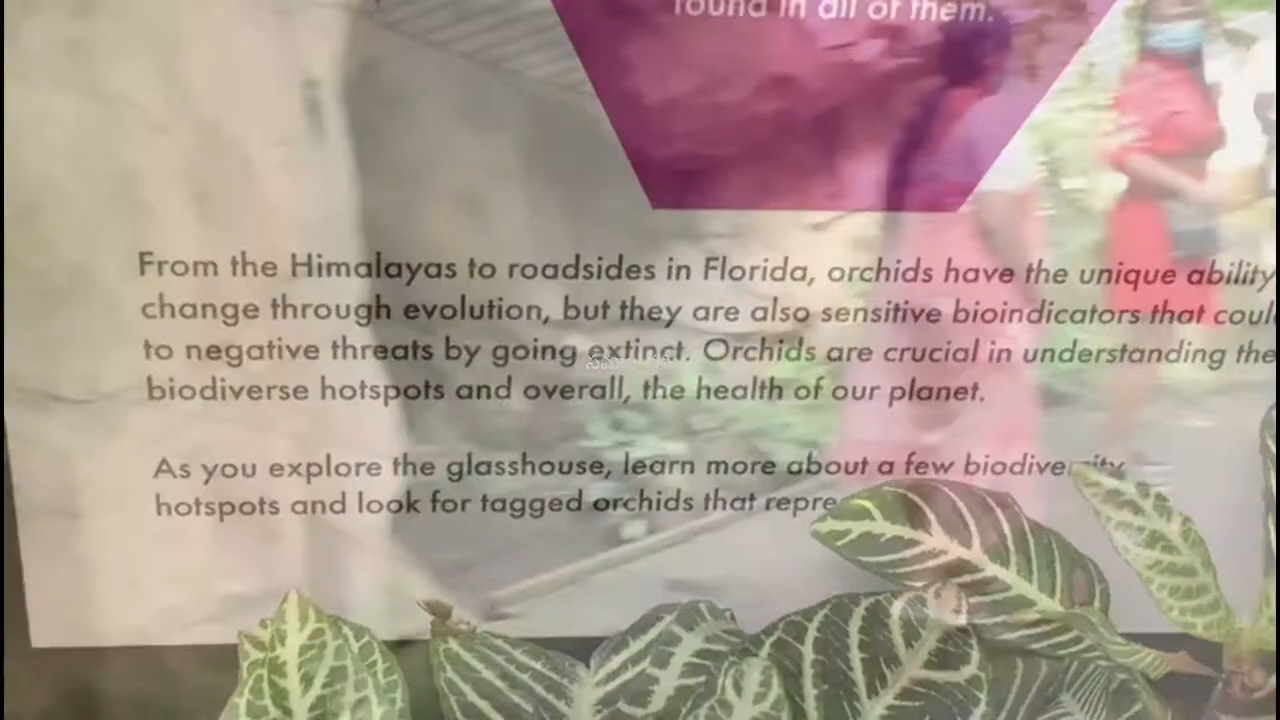 found in all of them.
From the Himalayas to roadsides in Florida, orchids have the unique ability
change through evolution, but they are also sensitive bioindicators that coul
to negative threats by going extinct. Orchids are crucial in understanding the
biodiverse hotspots and overall, the health of our planet.
As you explore the glasshouse, learn more about a few biodiversity
hotspots and look for tagged orchids that repre